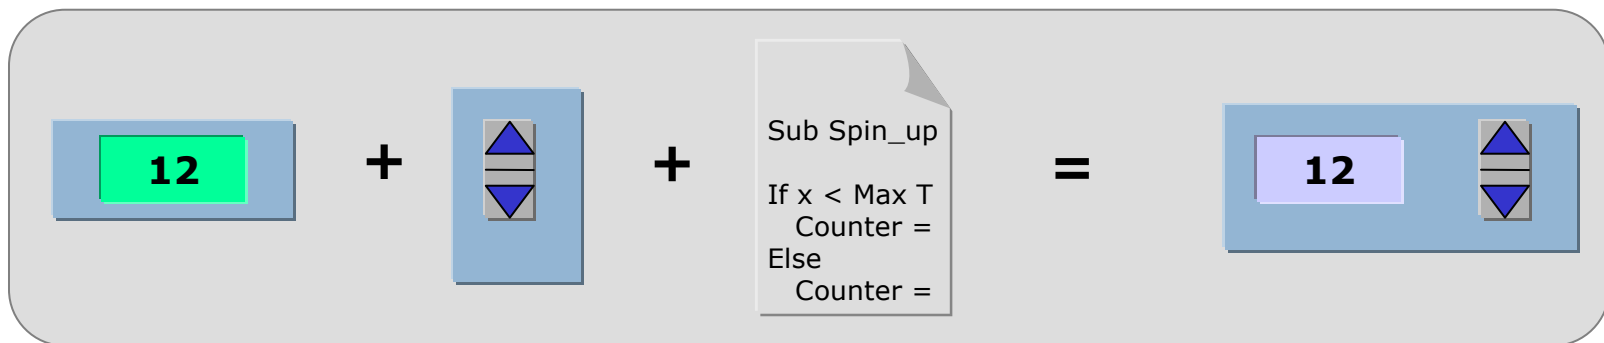 12
+
+
Sub Spin_up
If x < Max T
Counter =
Else
Counter =
=
12